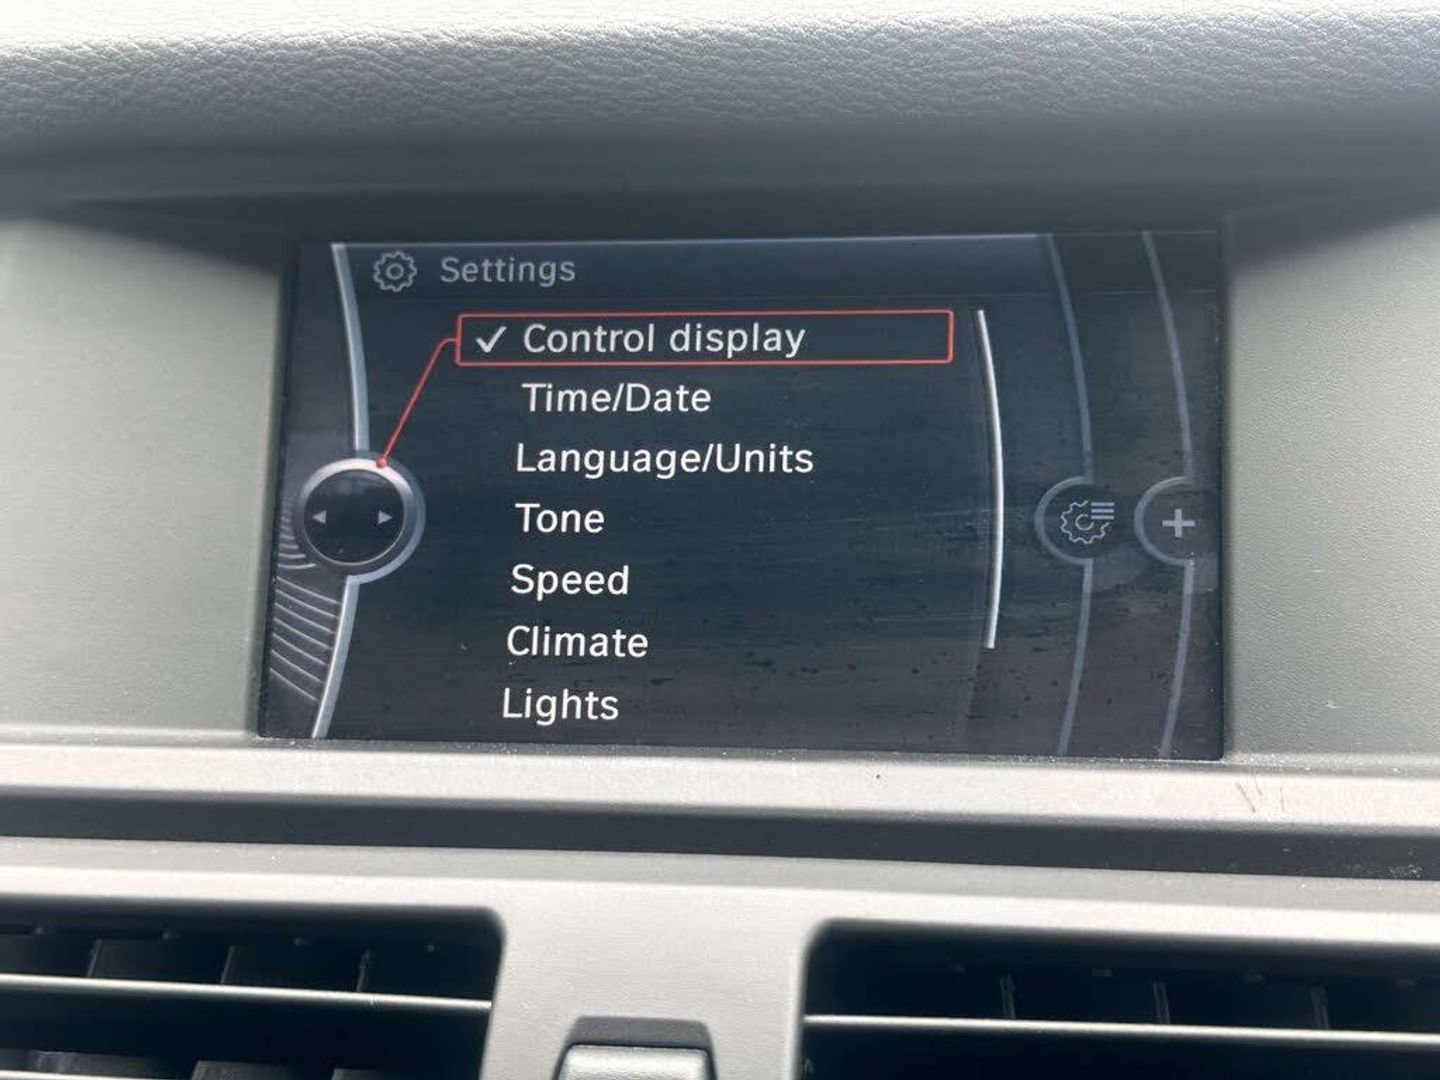 Settings
✓ Control display
Time/Date
Language/Units
Tone
Speed
Climate
Lights